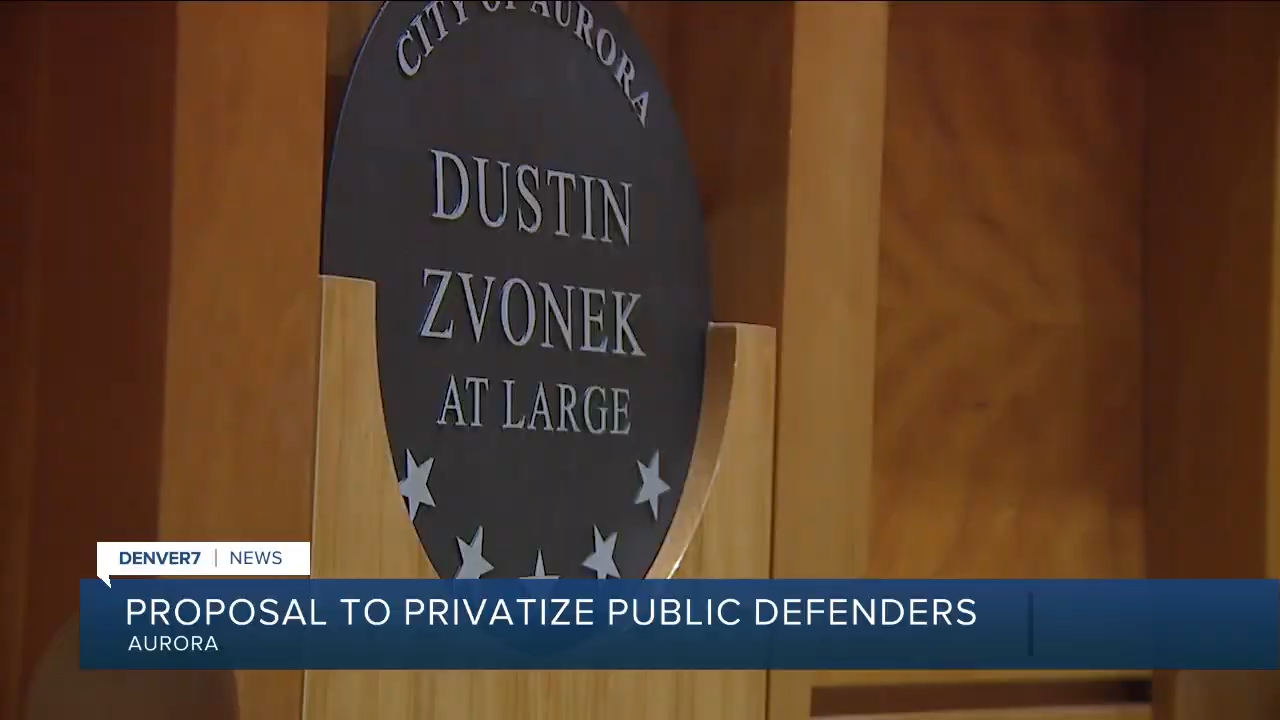 CITY OF AURORA
DUSTIN
ZVONEK
AT LARGE
DENVER7 | NEWS
PROPOSAL TO PRIVATIZE PUBLIC DEFENDERS
AURORA